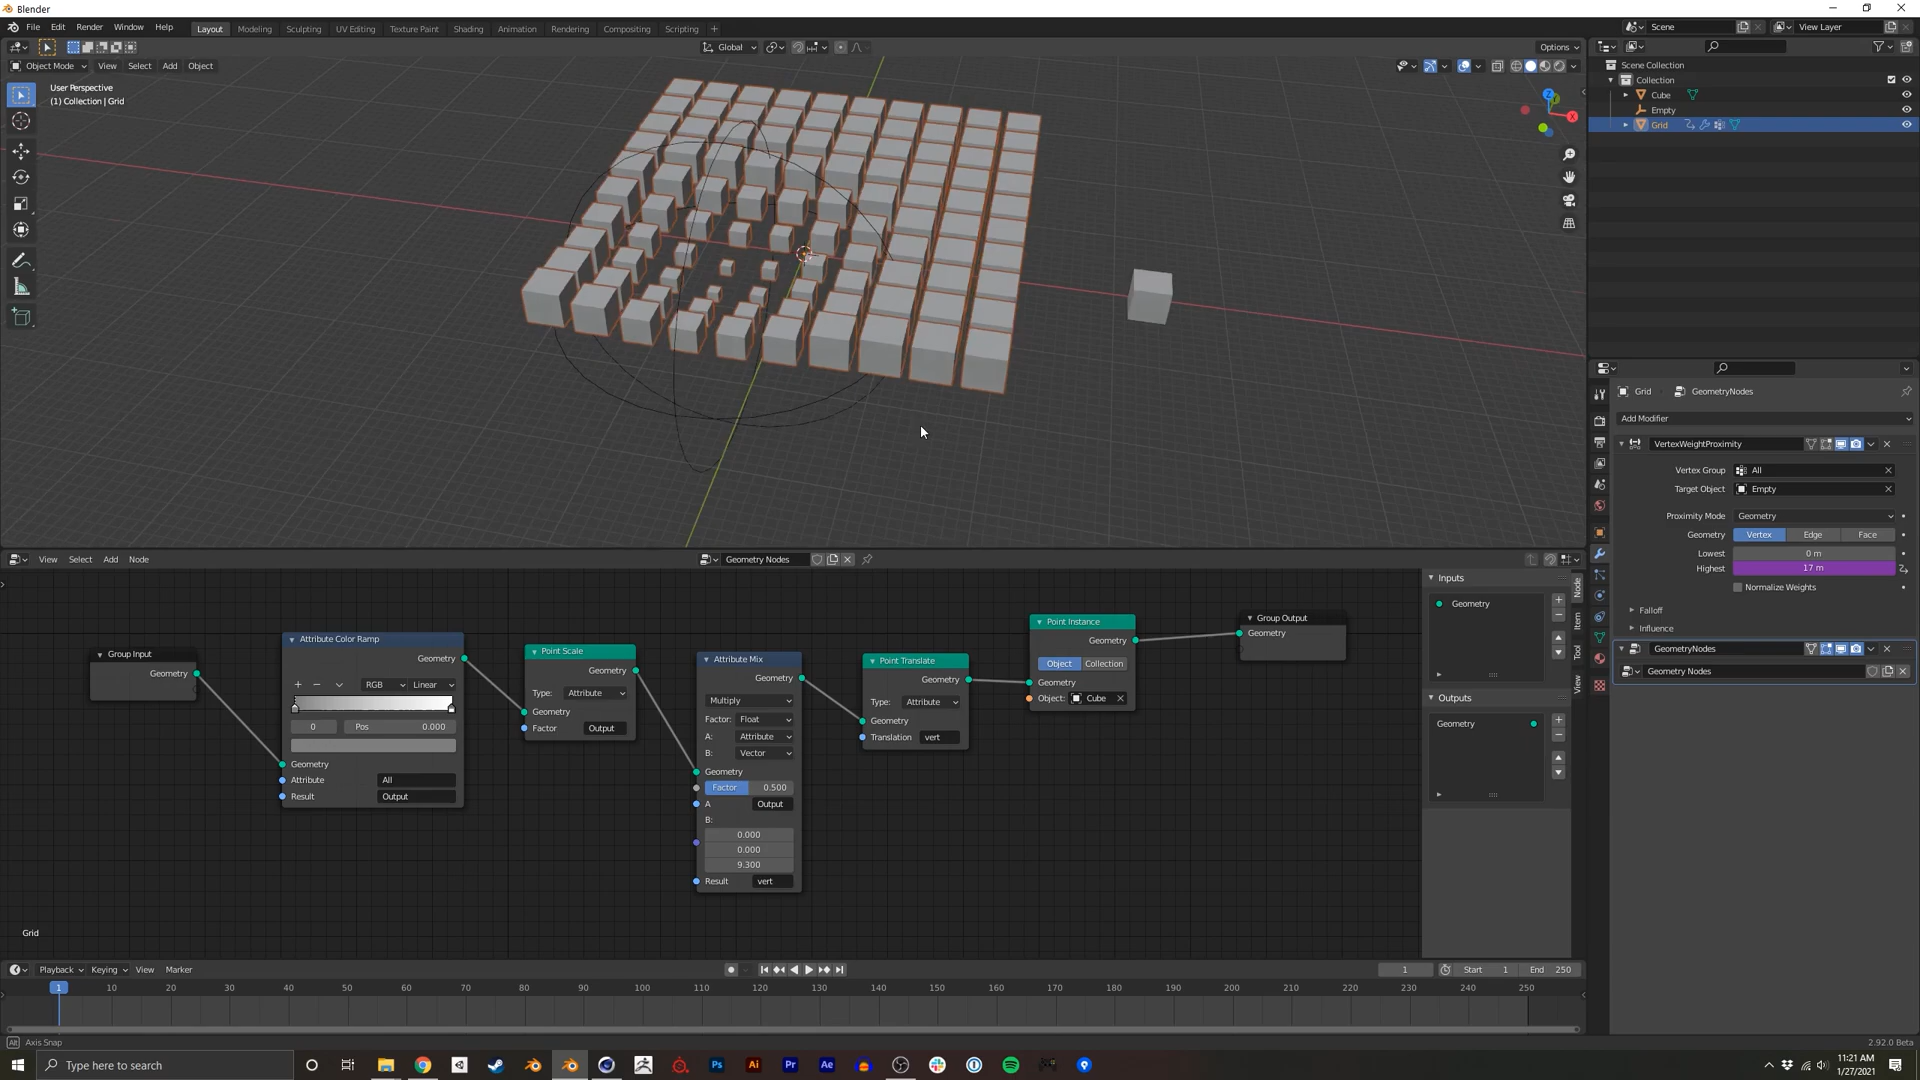 Blender
File Edit Render Window Help
Layout Modeling Sculpting UV Editing Texture Paint Shading Animation Rendering Compositing Scripting +
Scene
View Layer
Global
Options
Object Mode View Select Add Object
User Perspective
(1) Collection | Grid
Z
X
Scene Collection
Collection
Cube
Empty
Grid
Grid GeometryNodes
Add Modifier
VertexWeightProximity
Vertex Group All
Target Object Empty
Proximity Mode Geometry
Geometry Vertex Edge Face
Lowest 0 m
Highest 17 m
Normalize Weights
Falloff
Influence
GeometryNodes
Geometry Nodes
View Select Add Node
Geometry Nodes
Group Input
Geometry
Attribute Color Ramp
Geometry
RGB Linear
0 Pos 0.000
Geometry
Attribute All
Result Output
Point Scale
Geometry
Type: Attribute
Geometry
Factor Output
Attribute Mix
Geometry
Multiply
Factor: Float
A: Attribute
B: Vector
Geometry
Factor 0.500
A Output
B:
0.000
0.000
9.300
Result vert
Point Translate
Geometry
Type: Attribute
Geometry
Translation vert
Point Instance
Geometry
Object Collection
Geometry
Object: Cube
Group Output
Geometry
Inputs
Geometry
Outputs
Geometry
Node
Item
Tool
View
Grid
Playback Keying View Marker
1 Start 1 End 250
1 10 20 30 40 50 60 70 80 90 100 110 120 130 140 150 160 170 180 190 200 210 220 230 240 250
Alt Axis Snap
2.92.0 Beta
Type here to search
Ps Ai Pr Ae
11:21 AM
1/27/2021